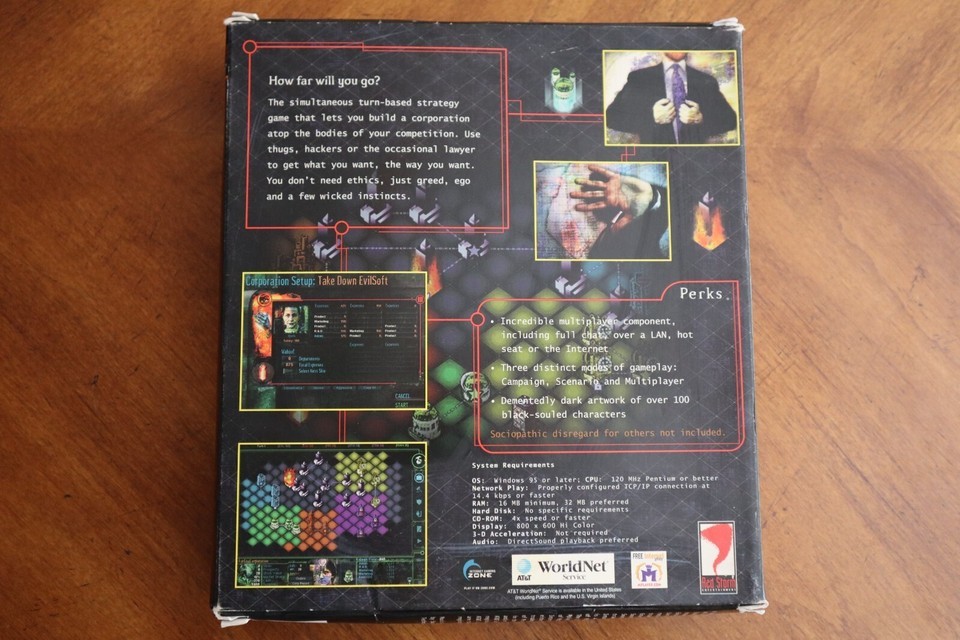 How far will you go?
The simultaneous turn-based strategy
game that lets you build a corporation
atop the bodies of your competition. Use
thugs, hackers or the occasional lawyer
to get what you want, the way you want.
You don't need ethics, just greed, ego
and a few wicked instincts.
Corporation Setup: Take Down EvilSoft
CANCEL
START
Perks
• Incredible multiplayer component,
including full chat, over a LAN, hot
seat or the Internet
• Three distinct modes of gameplay:
Campaign, Scenario and Multiplayer
• Dementedly dark artwork of over 100
black-souled characters
Sociopathic disregard for others not included.
System Requirements
OS: Windows 95 or later; CPU: 120 MHz Pentium or better
Network Play: Properly configured TCP/IP connection at
14.4 kbps or faster
RAM: 16 MB minimum, 32 MB preferred
Hard Disk: No specific requirements
CD-ROM: 4x speed or faster
Display: 800 x 600 Hi Color
3-D Acceleration: Not required
Audio: DirectSound playback preferred
INTERNET GAMING
ZONE
AT&T
WorldNet
Service
AT&T WorldNet Service is available in the United States
(including Puerto Rico and the U.S. Virgin Islands)
FREE
M
Red Storm
ENTERTAINMENT